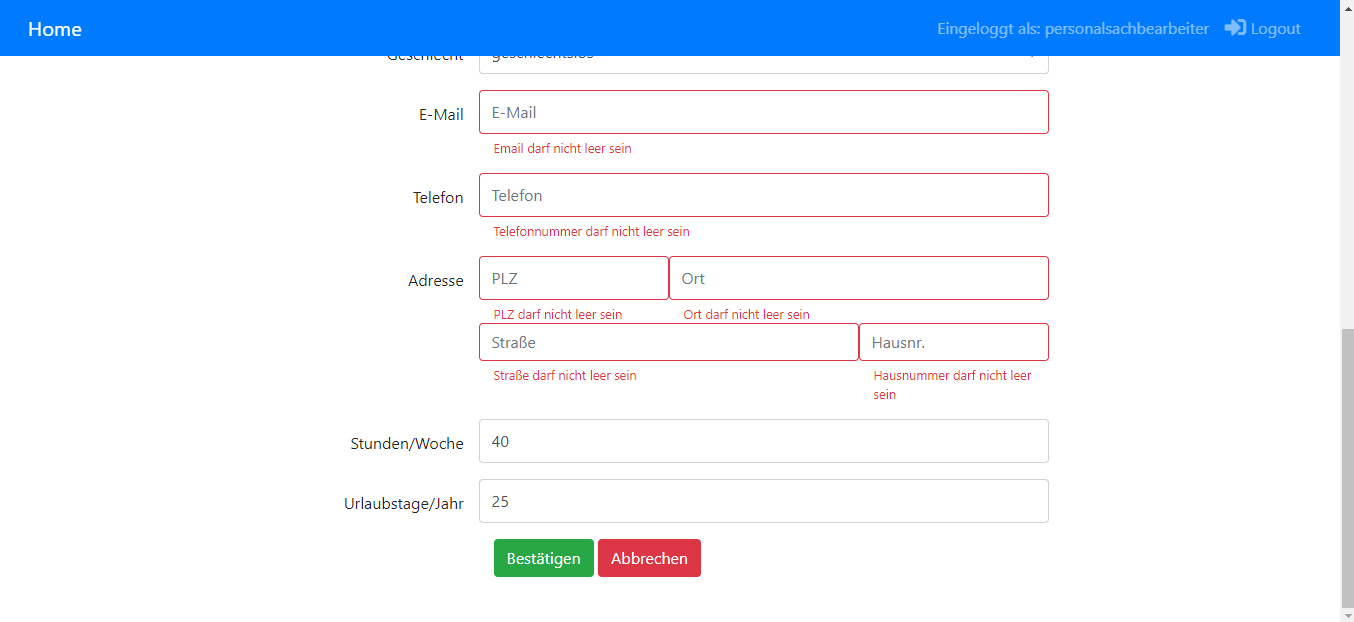 Home
Eingeloggt als: personalsachbearbeiter Logout
Geschlecht geschlechtslos
E-Mail E-Mail
Email darf nicht leer sein
Telefon Telefon
Telefonnummer darf nicht leer sein
Adresse PLZ Ort
PLZ darf nicht leer sein Ort darf nicht leer sein
Straße Hausnr.
Straße darf nicht leer sein Hausnummer darf nicht leer
sein
Stunden/Woche 40
Urlaubstage/Jahr 25
Bestätigen Abbrechen